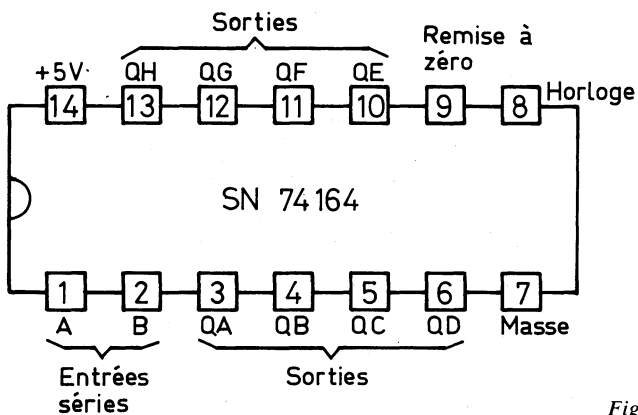 Sorties
Remise à
zéro
+5V QH QG QF QE
14 13 12 11 10 9 8 Horloge
SN 74164
1 2 3 4 5 6 7
A B QA QB QC QD Masse
Entrées
séries
Sorties
Fig